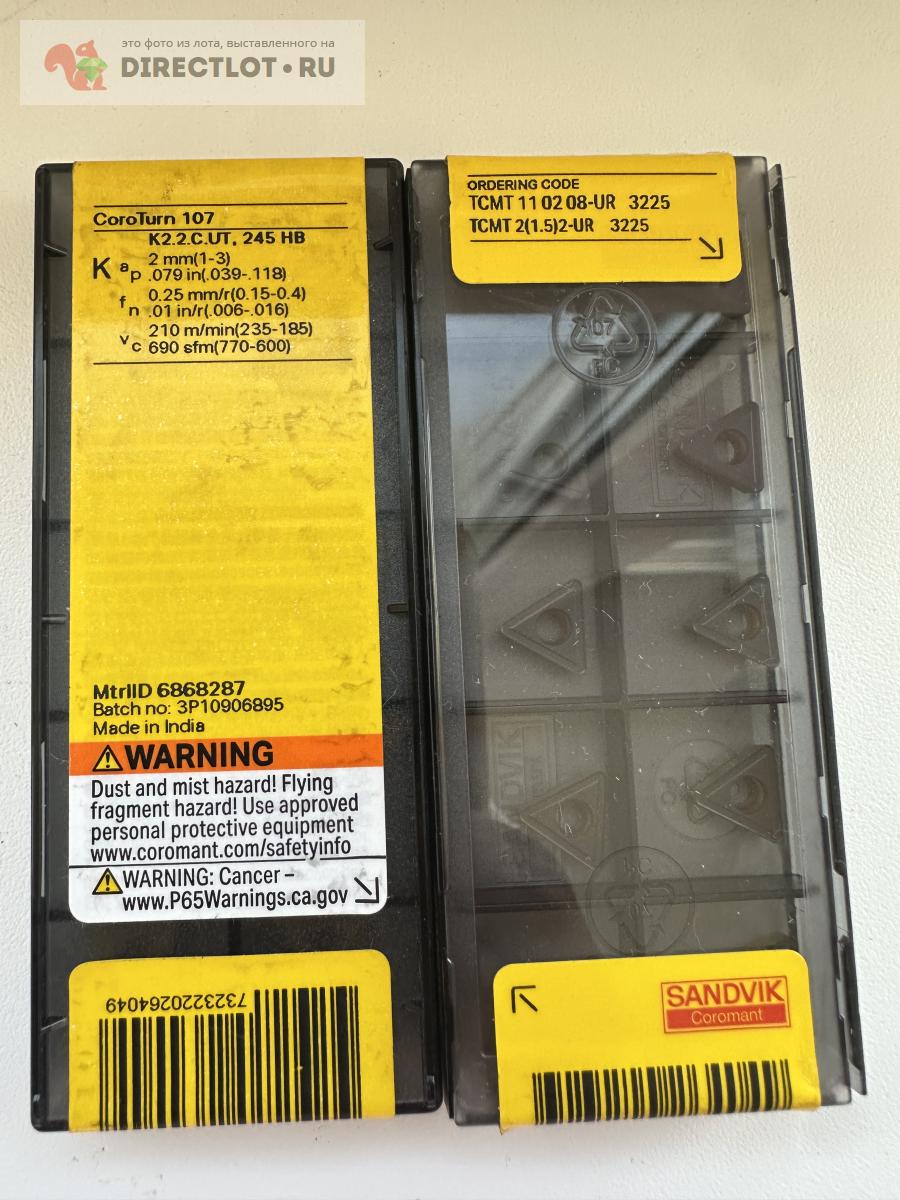 это фото из лота, выставленного на
DIRECTLOT•RU
CoroTurn 107
K2.2.C.UT, 245 HB
K ap 2 mm(1-3)
.079 in(.039-.118)
fn 0.25 mm/r(0.15-0.4)
.01 in/r(.006-.016)
vc 210 m/min(235-185)
690 sfm(770-600)
MtrlID 6868287
Batch no: 3P10906895
Made in India
WARNING
Dust and mist hazard! Flying
fragment hazard! Use approved
personal protective equipment
www.coromant.com/safetyinfo
WARNING: Cancer –
www.P65Warnings.ca.gov
7323220264049
ORDERING CODE
TCMT 11 02 08-UR 3225
TCMT 2(1.5)2-UR 3225
07
PC
SANDVIK
Coromant